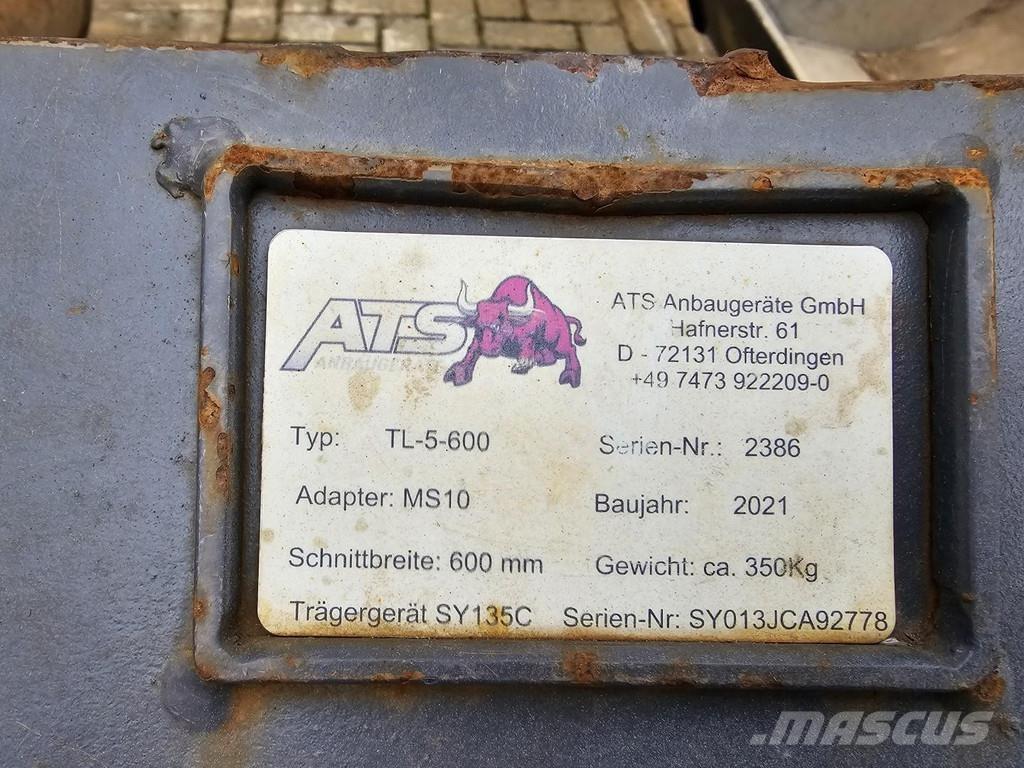 ATS
ANBAUGERÄTE
ATS Anbaugeräte GmbH
Hafnerstr. 61
D - 72131 Ofterdingen
+49 7473 922209-0
Typ: TL-5-600 Serien-Nr.: 2386
Adapter: MS10 Baujahr: 2021
Schnittbreite: 600 mm Gewicht: ca. 350Kg
Trägergerät SY135C Serien-Nr: SY013JCA92778
MASCUS